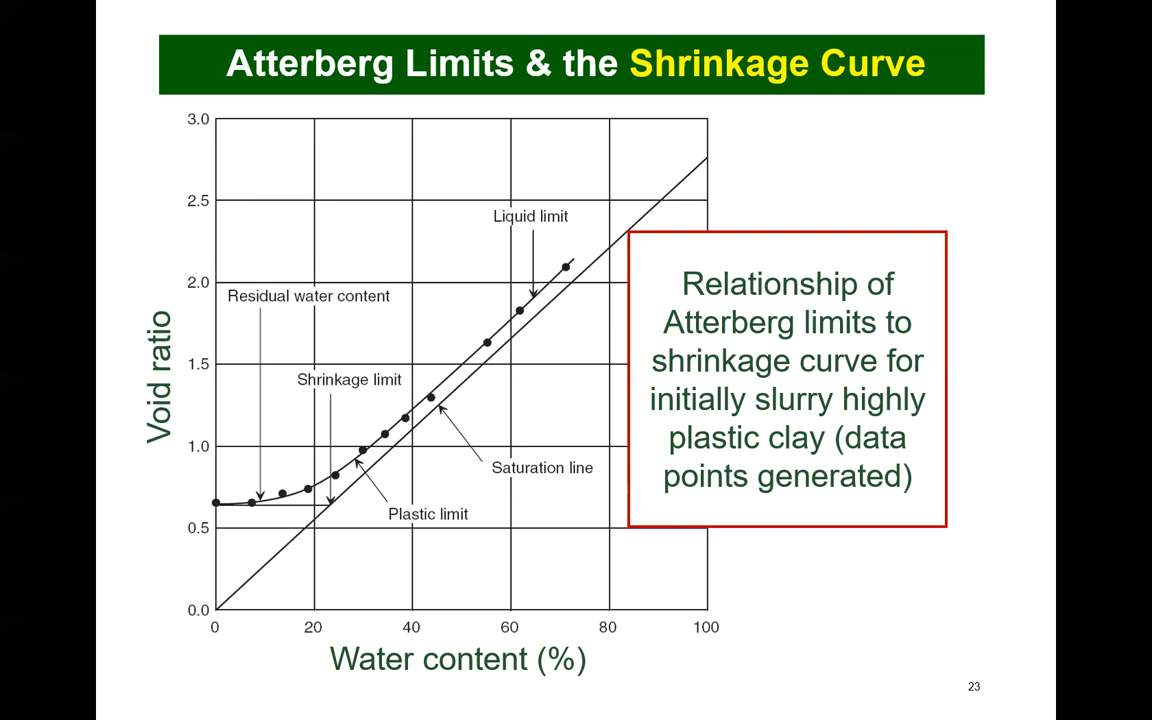 Atterberg Limits & the Shrinkage Curve
3.0
2.5
Liquid limit
2.0
Residual water content
Void ratio
1.5
Shrinkage limit
1.0
Saturation line
Plastic limit
0.5
0.0
0 20 40 60 80 100
Water content (%)
Relationship of
Atterberg limits to
shrinkage curve for
initially slurry highly
plastic clay (data
points generated)
23